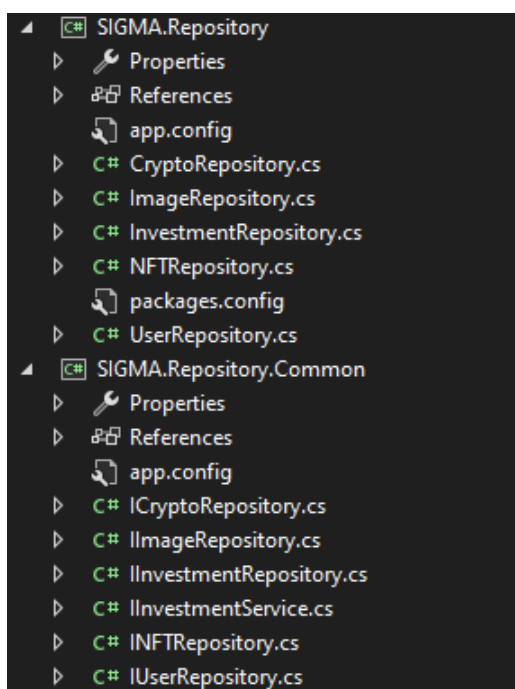 C# SIGMA.Repository
Properties
References
app.config
C# CryptoRepository.cs
C# ImageRepository.cs
C# InvestmentRepository.cs
C# NFTRepository.cs
packages.config
C# UserRepository.cs
C# SIGMA.Repository.Common
Properties
References
app.config
C# ICryptoRepository.cs
C# IImageRepository.cs
C# IInvestmentRepository.cs
C# IInvestmentService.cs
C# INFTRepository.cs
C# IUserRepository.cs